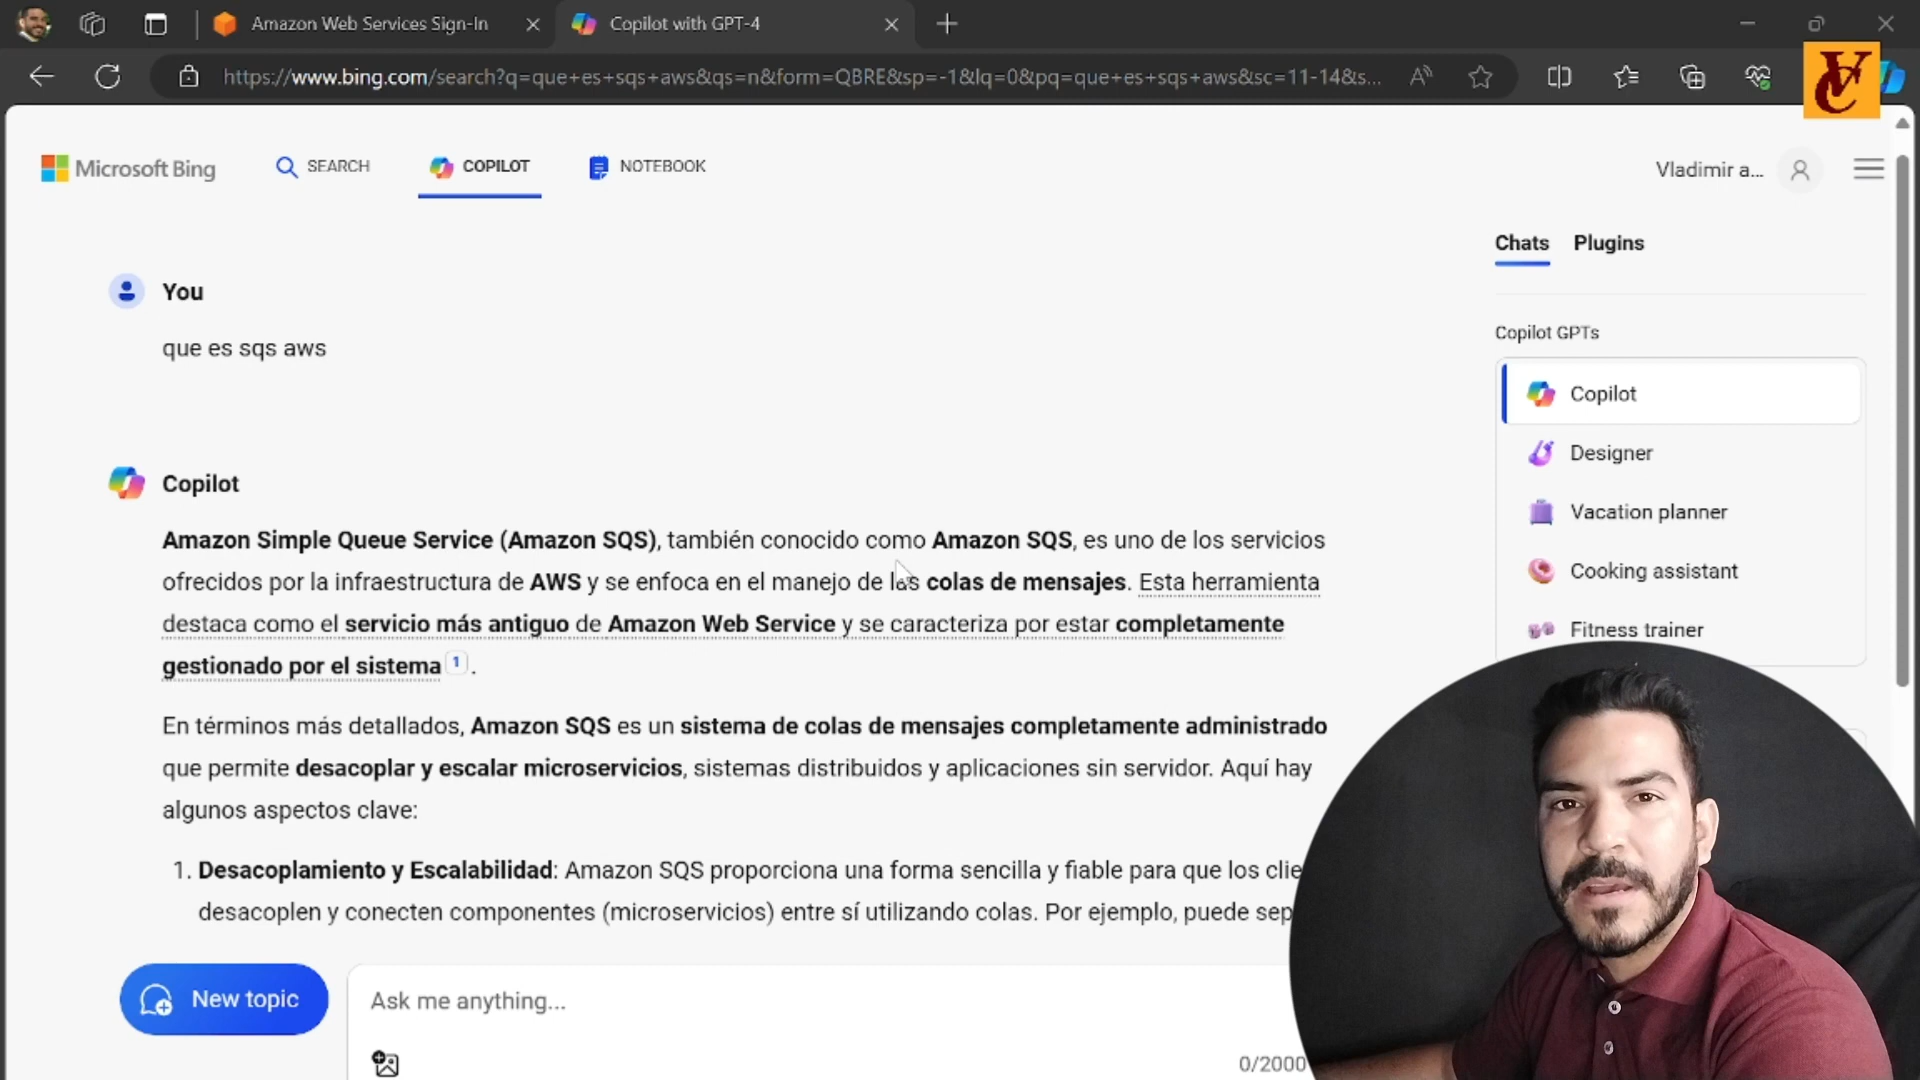 Amazon Web Services Sign-In
Copilot with GPT-4
https://www.bing.com/search?q=que+es+sqs+aws&qs=n&form=QBRE&sp=-1&lq=0&pq=que+es+sqs+aws&sc=11-14&s...
VC
Microsoft Bing
SEARCH
COPILOT
NOTEBOOK
Vladimir a...
Chats
Plugins
You
que es sqs aws
Copilot GPTs
Copilot
Designer
Vacation planner
Cooking assistant
Fitness trainer
Copilot
Amazon Simple Queue Service (Amazon SQS), también conocido como Amazon SQS, es uno de los servicios
ofrecidos por la infraestructura de AWS y se enfoca en el manejo de las colas de mensajes. Esta herramienta
destaca como el servicio más antiguo de Amazon Web Service y se caracteriza por estar completamente
gestionado por el sistema 1 .
En términos más detallados, Amazon SQS es un sistema de colas de mensajes completamente administrado
que permite desacoplar y escalar microservicios, sistemas distribuidos y aplicaciones sin servidor. Aquí hay
algunos aspectos clave:
1. Desacoplamiento y Escalabilidad: Amazon SQS proporciona una forma sencilla y fiable para que los clie
desacoplen y conecten componentes (microservicios) entre sí utilizando colas. Por ejemplo, puede sep
New topic
Ask me anything...
0/2000